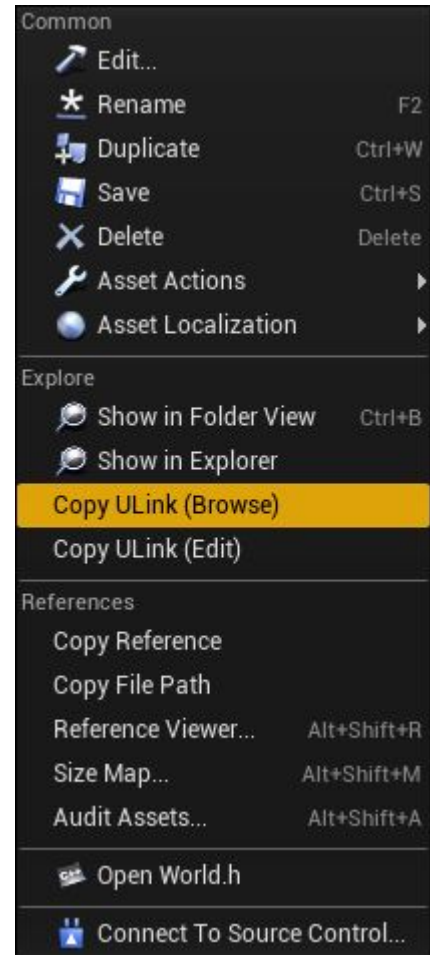 Common
Edit...
Rename F2
Duplicate Ctrl+W
Save Ctrl+S
Delete Delete
Asset Actions
Asset Localization
Explore
Show in Folder View Ctrl+B
Show in Explorer
Copy ULink (Browse)
Copy ULink (Edit)
References
Copy Reference
Copy File Path
Reference Viewer... Alt+Shift+R
Size Map... Alt+Shift+M
Audit Assets... Alt+Shift+A
Open World.h
Connect To Source Control...